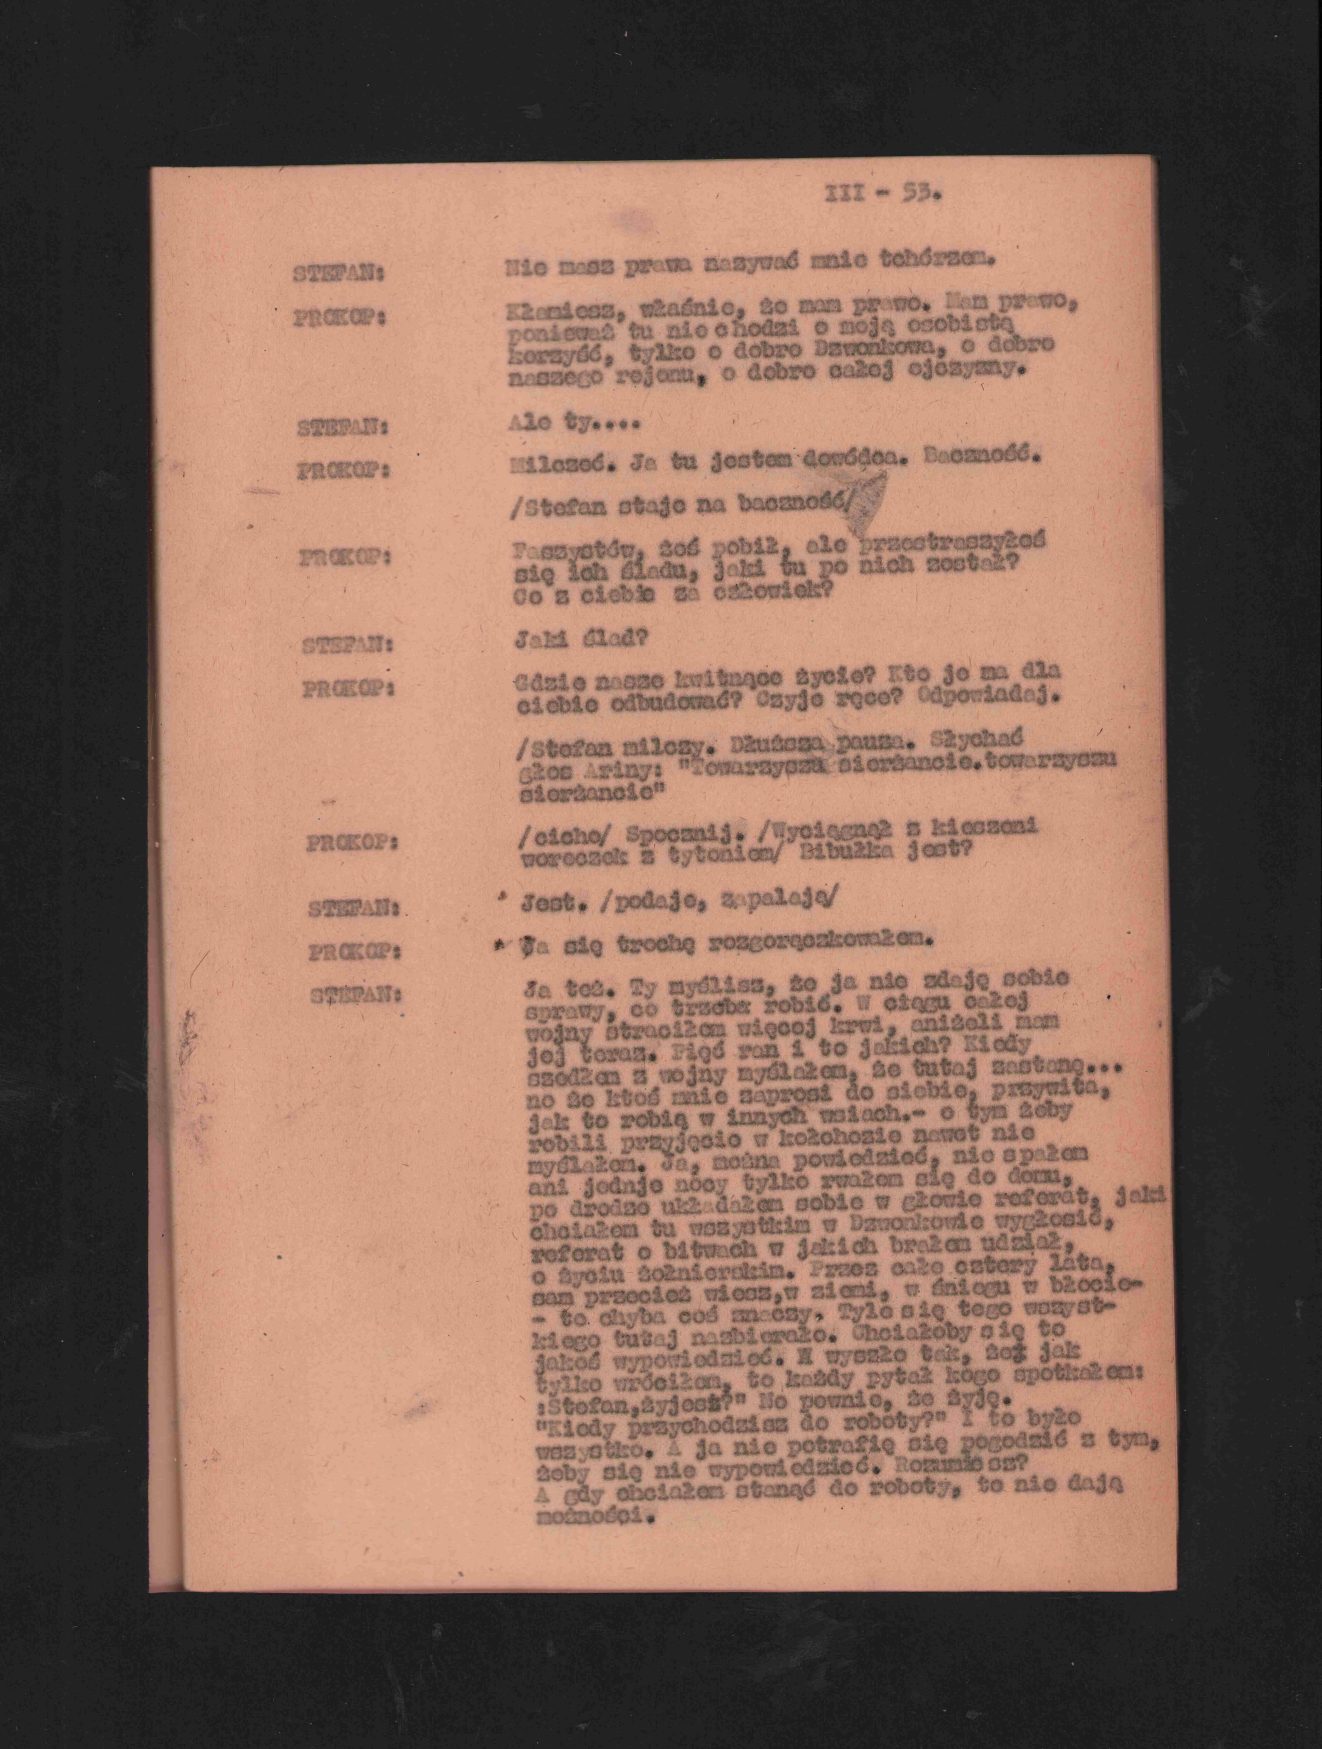 III - 53.
STEFAN: Nie masz prawa nazywać mnie tchórzem.
PROKOP: Kłamiesz, właśnie, że mam prawo. Mam prawo,
ponieważ tu nie chodzi o moją osobistą
korzyść, tylko o dobro Dzwonkowa, o dobro
naszego rejonu, o dobro całej ojczyzny.
STEFAN: Ale ty....
PROKOP: Milczeć. Ja tu jestem dowódca. Baczność.
/Stefan staje na baczność/
PROKOP: Faszystów, żeś pobił, ale przestraszyłeś
się ich śladu, jaki tu po nich został?
Co z ciebie za człowiek?
STEFAN: Jaki ślad?
PROKOP: Gdzie nasze kwitnące życie? Kto je ma dla
ciebie odbudować? Czyje ręce? Odpowiadaj.
/Stefan milczy. Dłuższa pauza. Słychać
głos Ariny: "Towarzyszu sierżancie.towarzyszu
sierżancie"
PROKOP: /cicho/ Spocznij. /Wyciągnął z kieszeni
woreczek z tytoniem/ Bibułka jest?
STEFAN: Jest. /podaje, zapalają/
PROKOP: Ja się trochę rozgorączkowałem.
STEFAN: Ja też. Ty myślisz, że ja nie zdaję sobie
sprawy, co trzeba robić. W ciągu całej
wojny straciłem więcej krwi, aniżeli mam
jej teraz. Pięć ran i to jakich? Kiedy
szedłem z wojny myślałem, że tutaj zastanę...
no że ktoś mnie zaprosi do siebie, przywita,
jak to robią w innych wsiach.- o tym żeby
robili przyjęcie w kołchozie nawet nie
myślałem. Ja, można powiedzieć, nie spałem
ani jednje nocy tylko rwałem się do domu,
po drodze układałem sobie w głowie referat, jaki
chciałem tu wszystkim w Dzwonkowie wygłosić,
referat o bitwach w jakich brałem udział,
o życiu żołnierskim. Przez całe cztery lata,
sam przecież wiesz,w ziemi, w śniegu w błocie-
- to chyba coś znaczy. Tyle się tego wszyst-
kiego tutaj nazbierało. Chciałoby się to
jakoś wypowiedzieć. A wyszło tak, że jak
tylko wróciłem, to każdy pytał kogo spotkałem:
:Stefan,żyjesz?" No pewnie, że żyję.
"Kiedy przychodzisz do roboty?" I to było
wszystko. A ja nie potrafię się pogodzić z tym,
żeby się nie wypowiedzieć. Rozumiesz?
A gdy chciałem stanąć do roboty, to nie dają
możności.